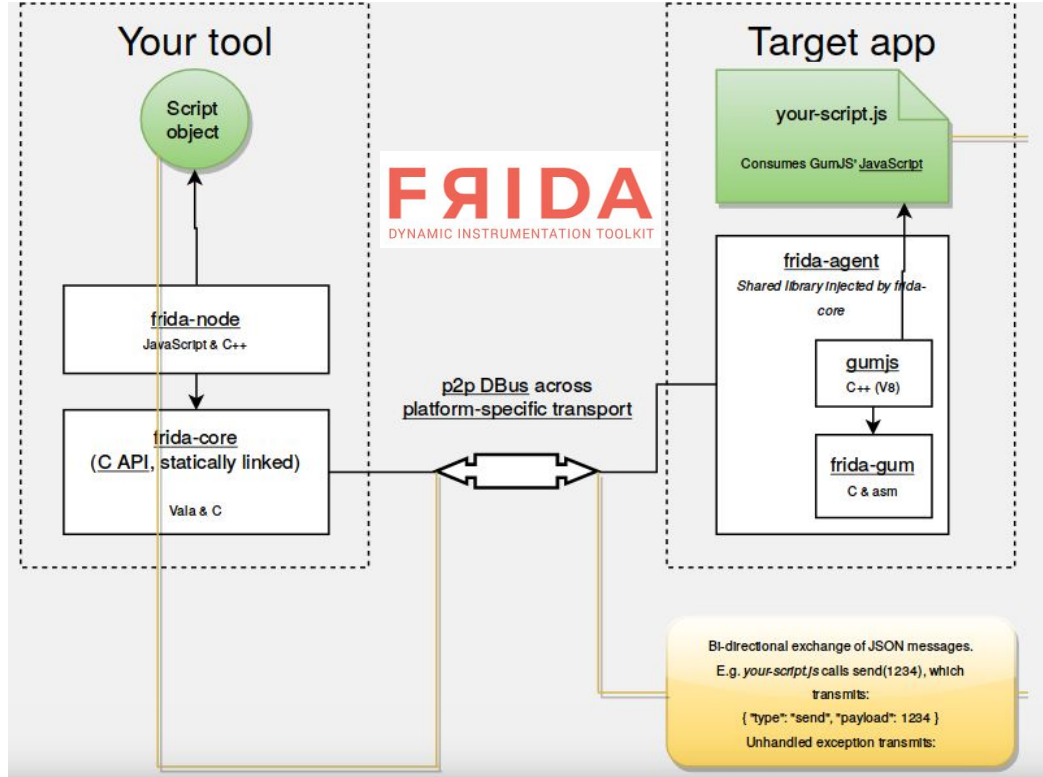 Your tool
Script
object
frida-node
JavaScript & C++
frida-core
(C API, statically linked)
Vala & C
FRIDA
DYNAMIC INSTRUMENTATION TOOLKIT
p2p DBus across
platform-specific transport
Target app
your-script.js
Consumes GumJS' JavaScript
frida-agent
Shared library injected by frida-
core
gumjs
C++ (V8)
frida-gum
C & asm
Bi-directional exchange of JSON messages.
E.g. your-script.js calls send(1234), which
transmits:
{ "type": "send", "payload": 1234 }
Unhandled exception transmits: